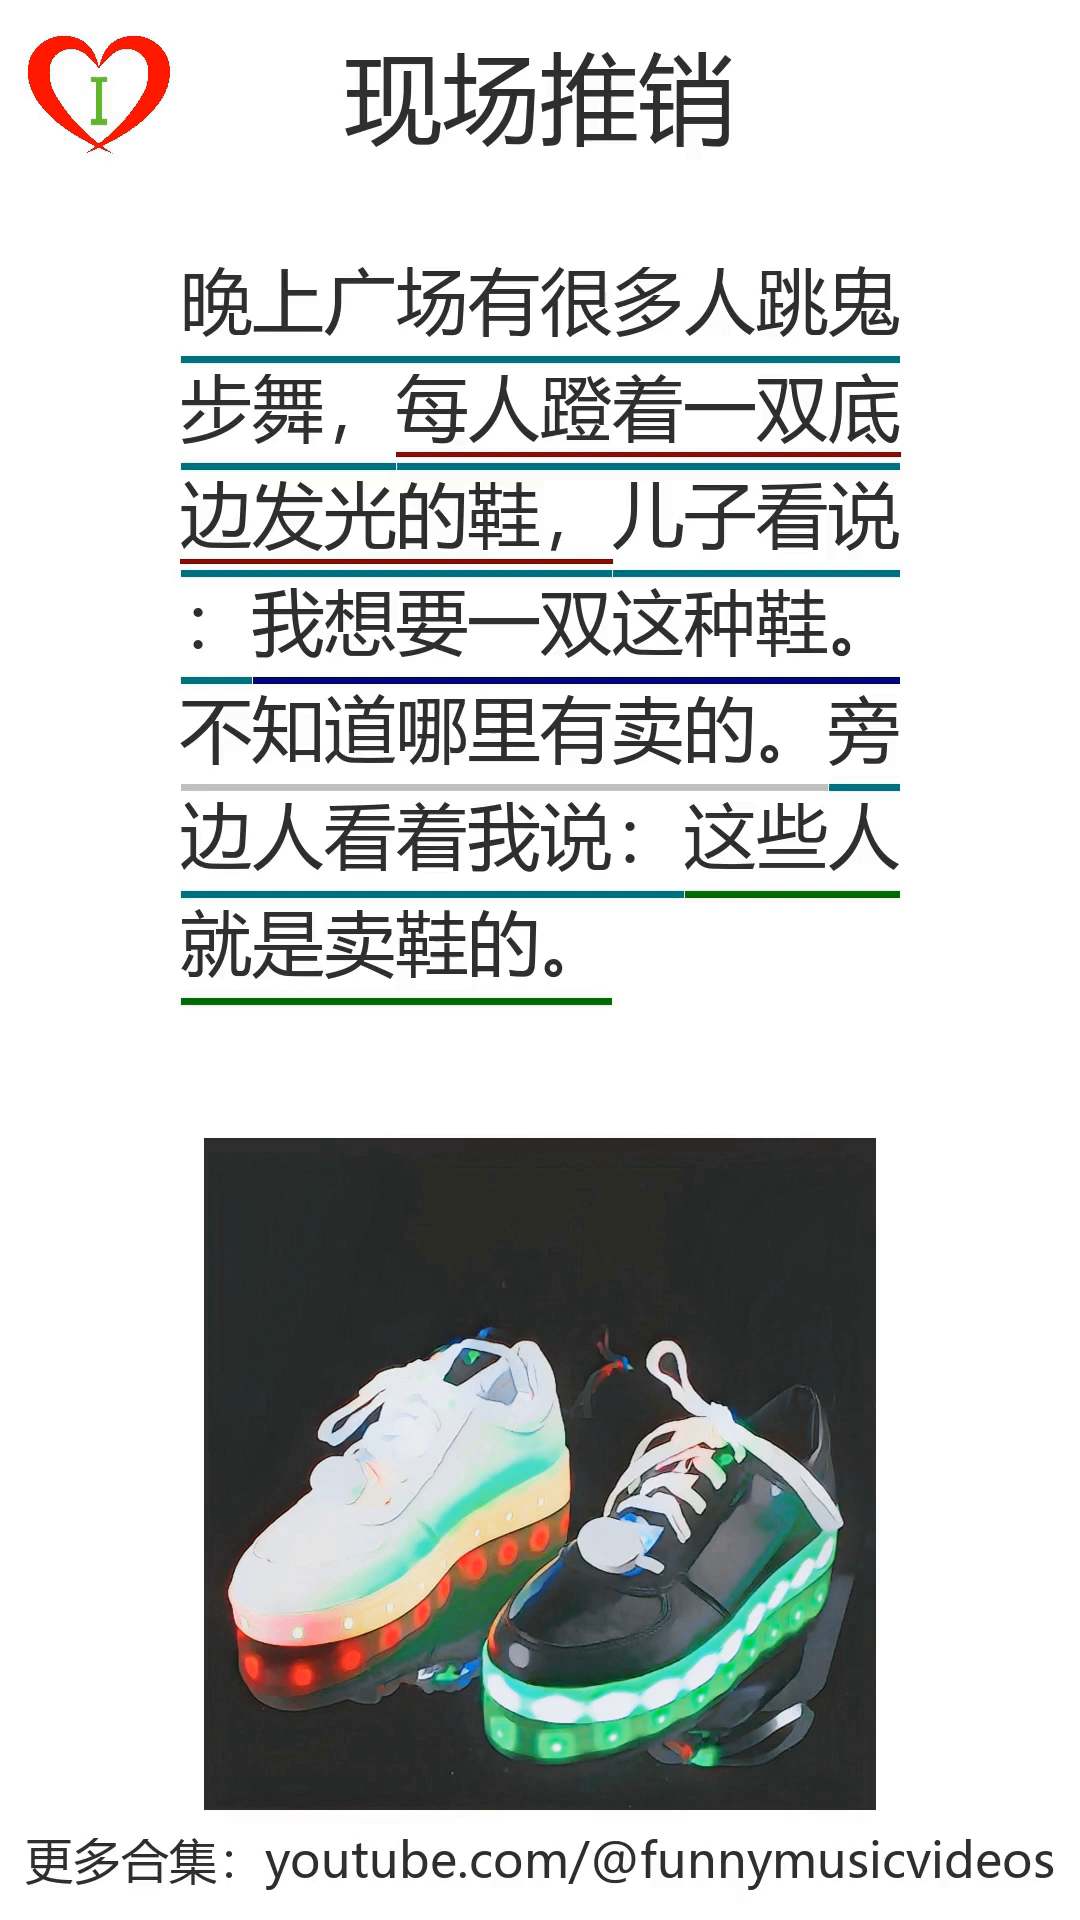 I
现场推销
晚上广场有很多人跳鬼
步舞，每人蹬着一双底
边发光的鞋，儿子看说
：我想要一双这种鞋。
不知道哪里有卖的。旁
边人看着我说：这些人
就是卖鞋的。
更多合集：youtube.com/@funnymusicvideos